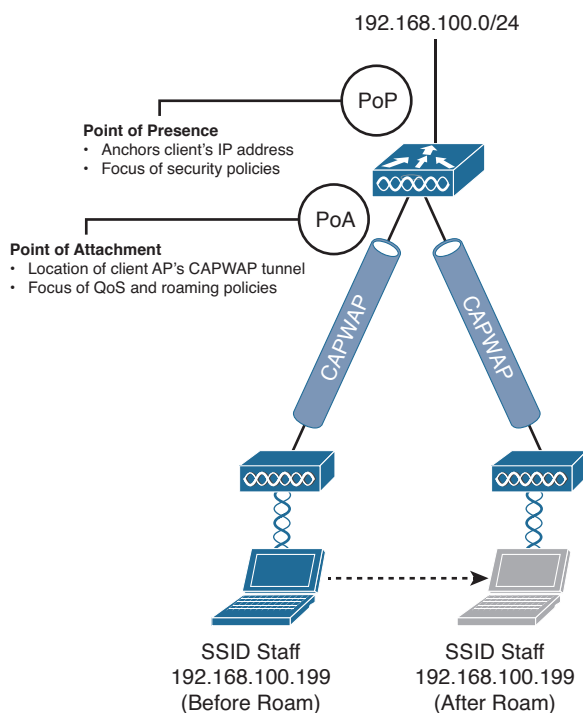 192.168.100.0/24
PoP
Point of Presence
• Anchors client's IP address
• Focus of security policies
PoA
Point of Attachment
• Location of client AP's CAPWAP tunnel
• Focus of QoS and roaming policies
CAPWAP
CAPWAP
SSID Staff
192.168.100.199
(Before Roam)
SSID Staff
192.168.100.199
(After Roam)